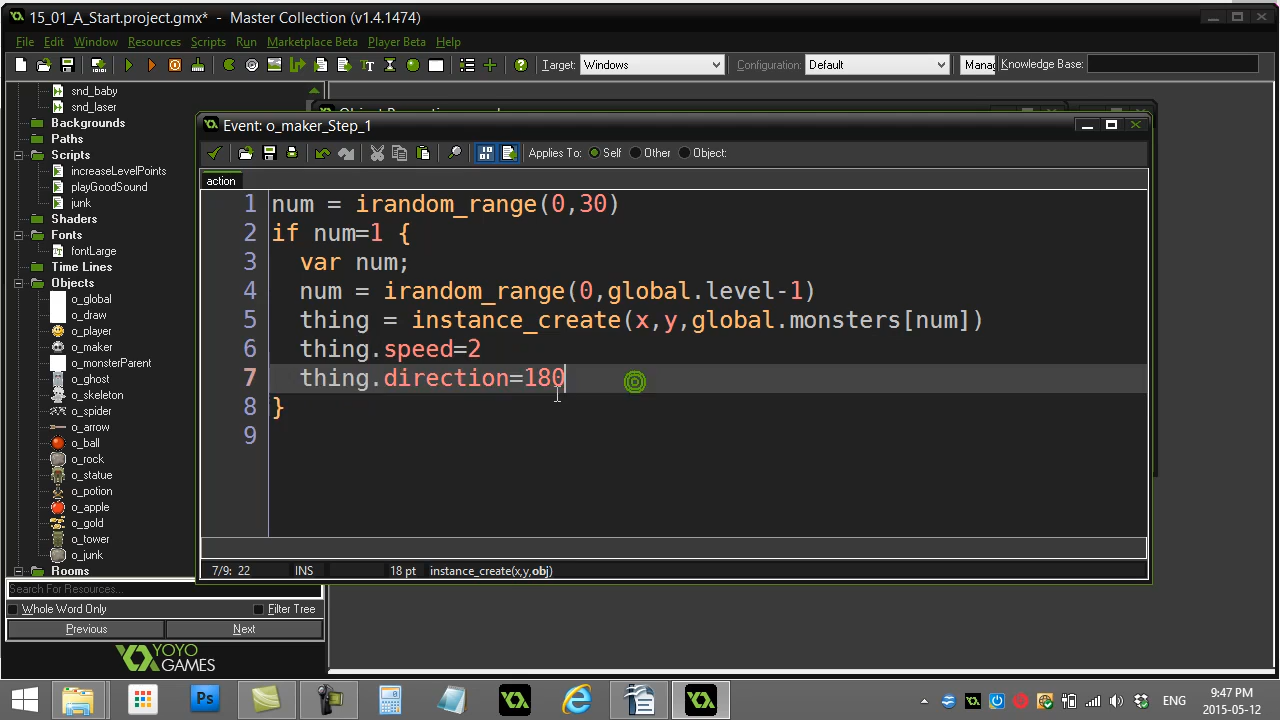 15_01_A_Start.project.gmx* - Master Collection (v1.4.1474)
File Edit Window Resources Scripts Run Marketplace Beta Player Beta Help
Target: Windows Configuration: Default Manag Knowledge Base:
snd_baby
snd_laser
Backgrounds
Paths
Scripts
increaseLevelPoints
playGoodSound
junk
Shaders
Fonts
fontLarge
Time Lines
Objects
o_global
o_draw
o_player
o_maker
o_monsterParent
o_ghost
o_skeleton
o_spider
o_arrow
o_ball
o_rock
o_statue
o_potion
o_apple
o_gold
o_tower
o_junk
Rooms
Search For Resources...
Whole Word Only Filter Tree
Previous Next
YOYO
GAMES
Event: o_maker_Step_1
Applies To: Self Other Object:
action
1 num = irandom_range(0,30)
2 if num=1 {
3 var num;
4 num = irandom_range(0,global.level-1)
5 thing = instance_create(x,y,global.monsters[num])
6 thing.speed=2
7 thing.direction=180
8 }
9
7/9: 22 INS 18 pt instance_create(x,y,obj)
Ps
ENG
9:47 PM
2015-05-12